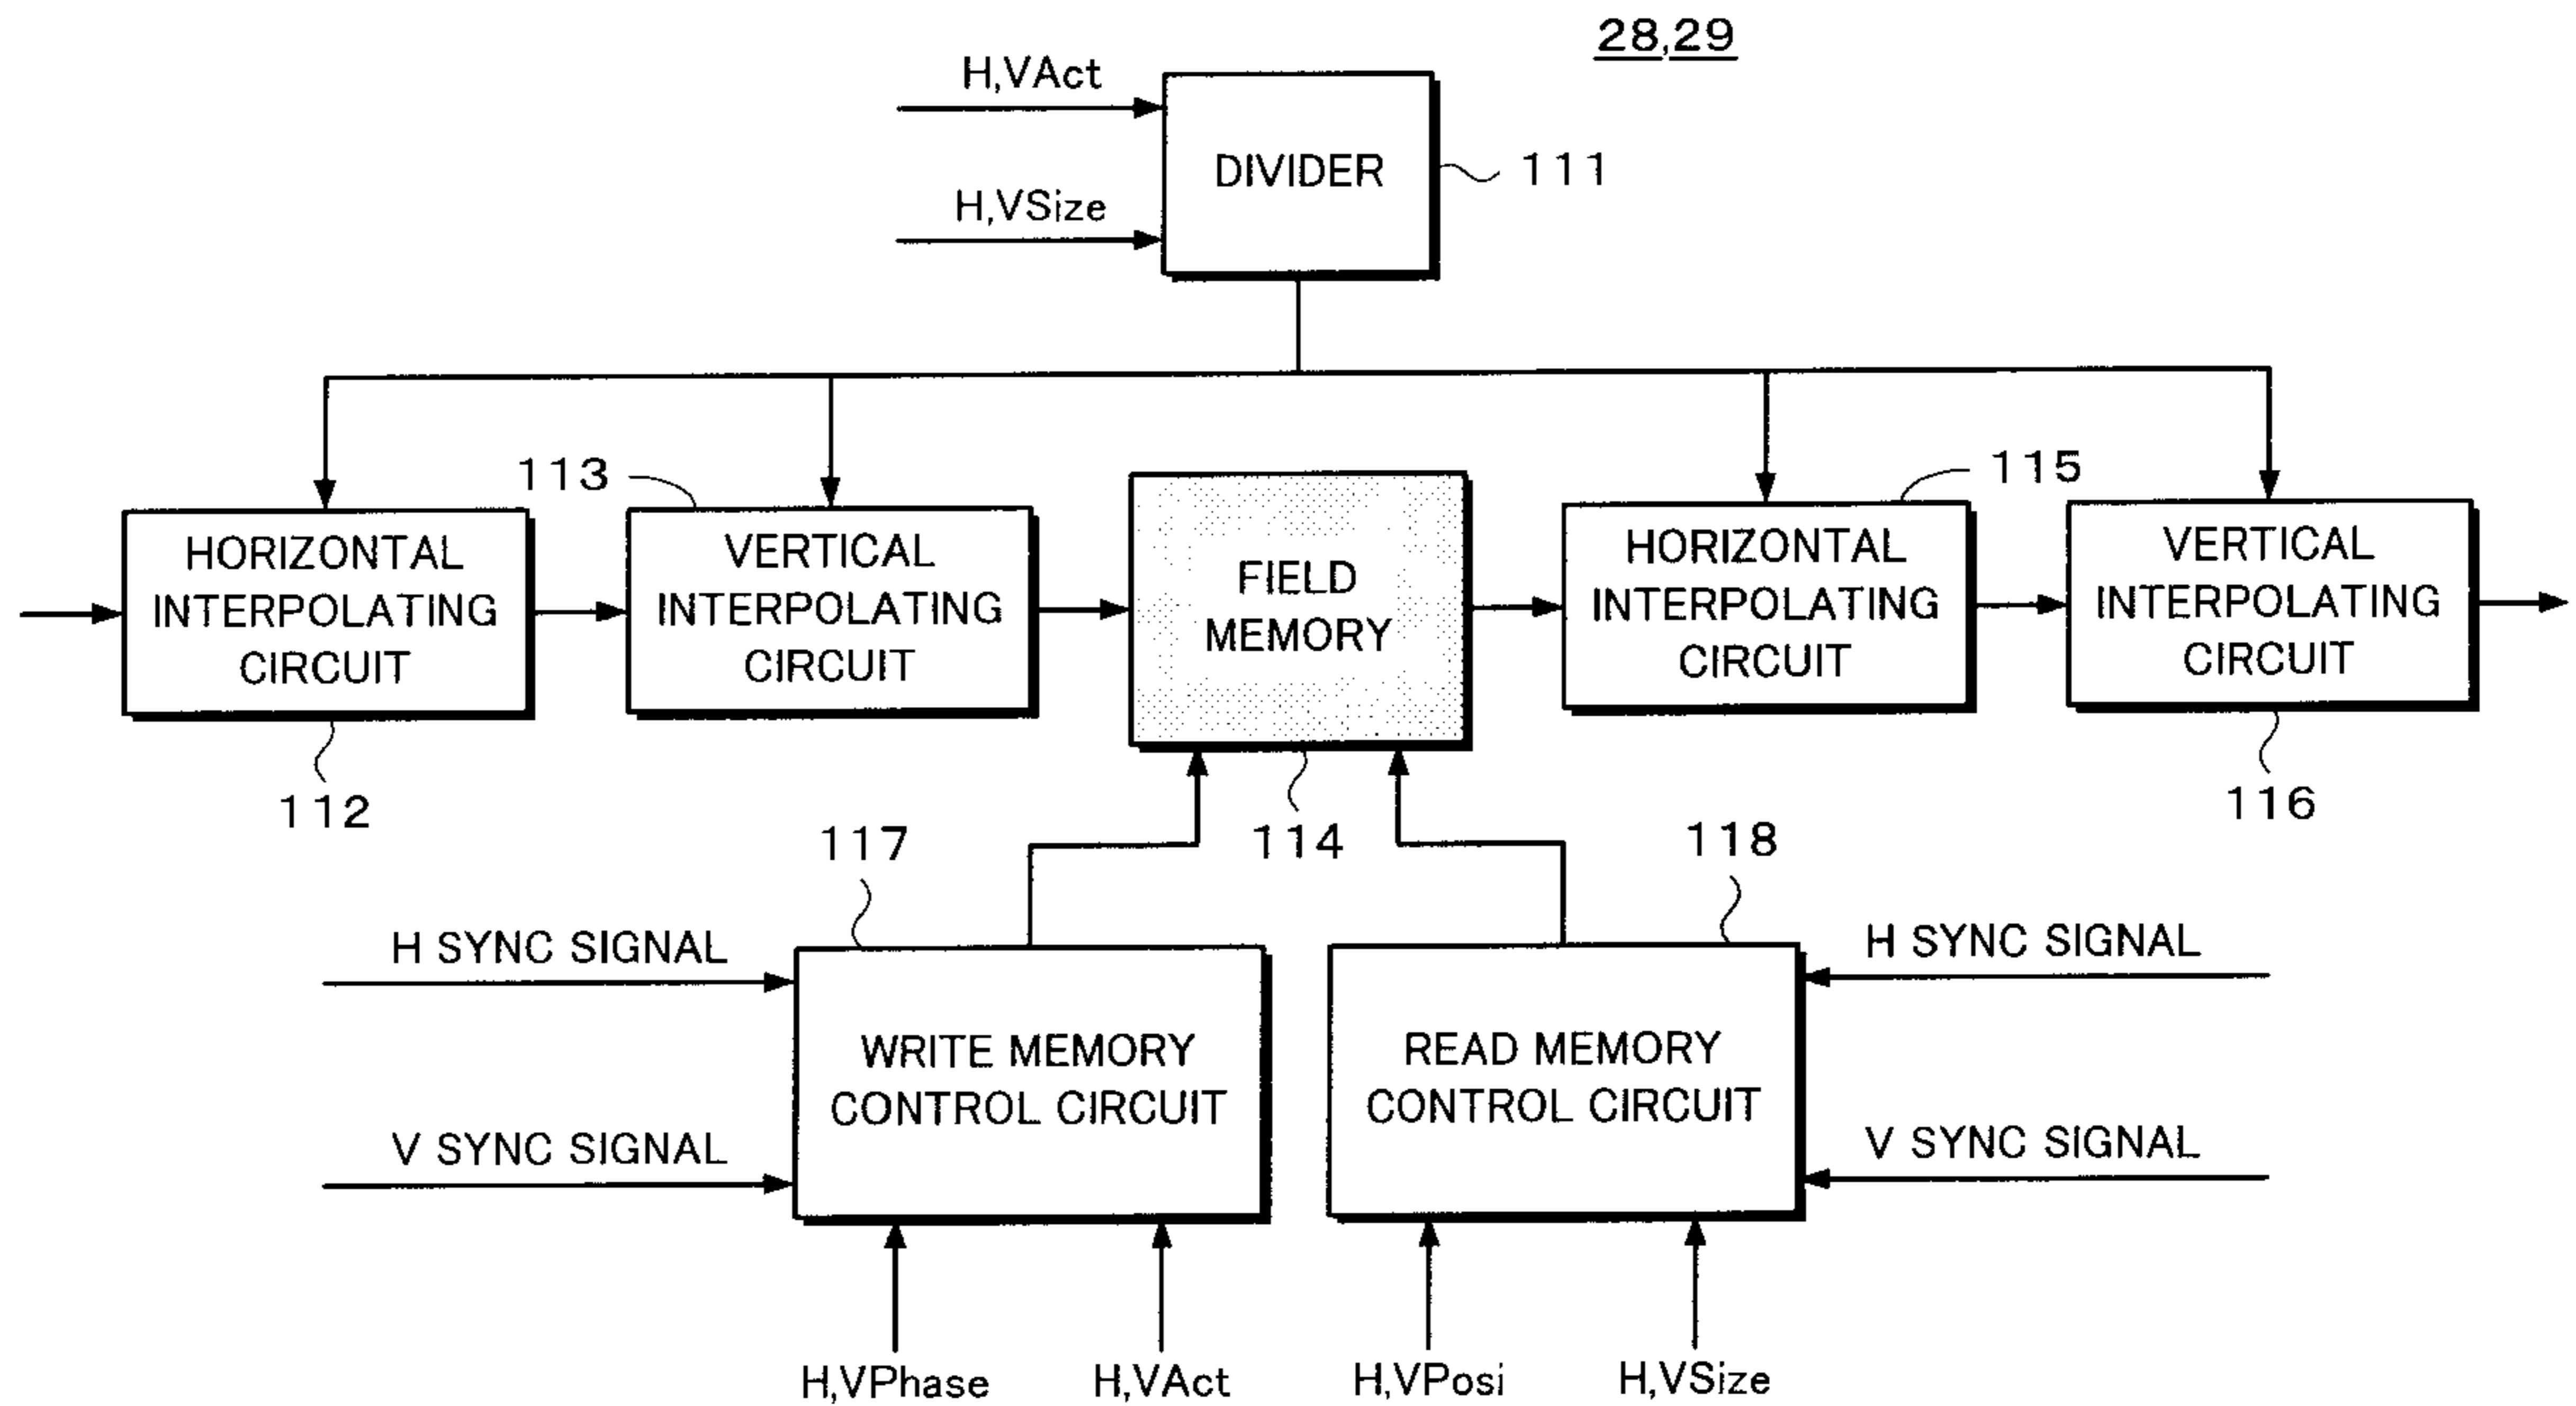 28,29
H,VAct
DIVIDER
111
H,VSize
113
115
HORIZONTAL
INTERPOLATING
CIRCUIT
VERTICAL
INTERPOLATING
CIRCUIT
FIELD
MEMORY
HORIZONTAL
INTERPOLATING
CIRCUIT
VERTICAL
INTERPOLATING
CIRCUIT
112
117
114
118
116
H SYNC SIGNAL
H SYNC SIGNAL
WRITE MEMORY
CONTROL CIRCUIT
READ MEMORY
CONTROL CIRCUIT
V SYNC SIGNAL
V SYNC SIGNAL
H,VPhase
H,VAct
H,VPosi
H,VSize